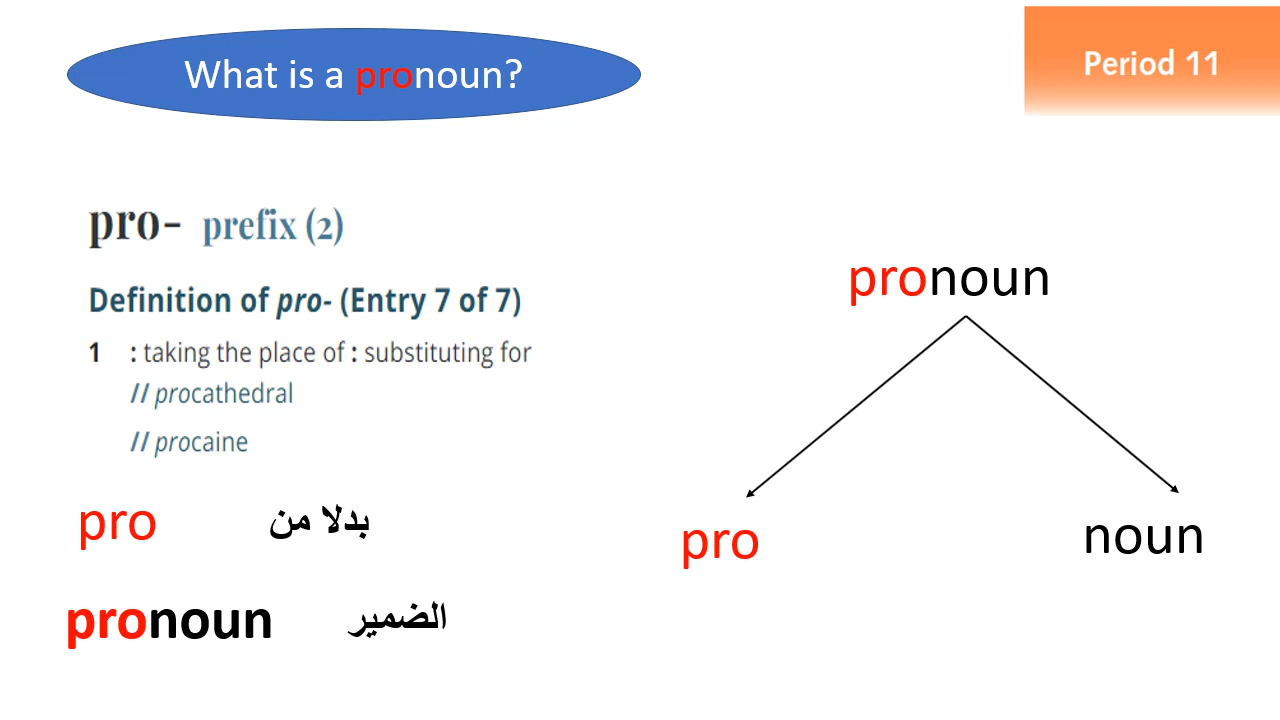 What is a pronoun?
Period 11
pro- prefix (2)
Definition of pro- (Entry 7 of 7)
1 : taking the place of : substituting for
// procathedral
// procaine
pro بدلا من
pronoun الضمير
pronoun
pro noun